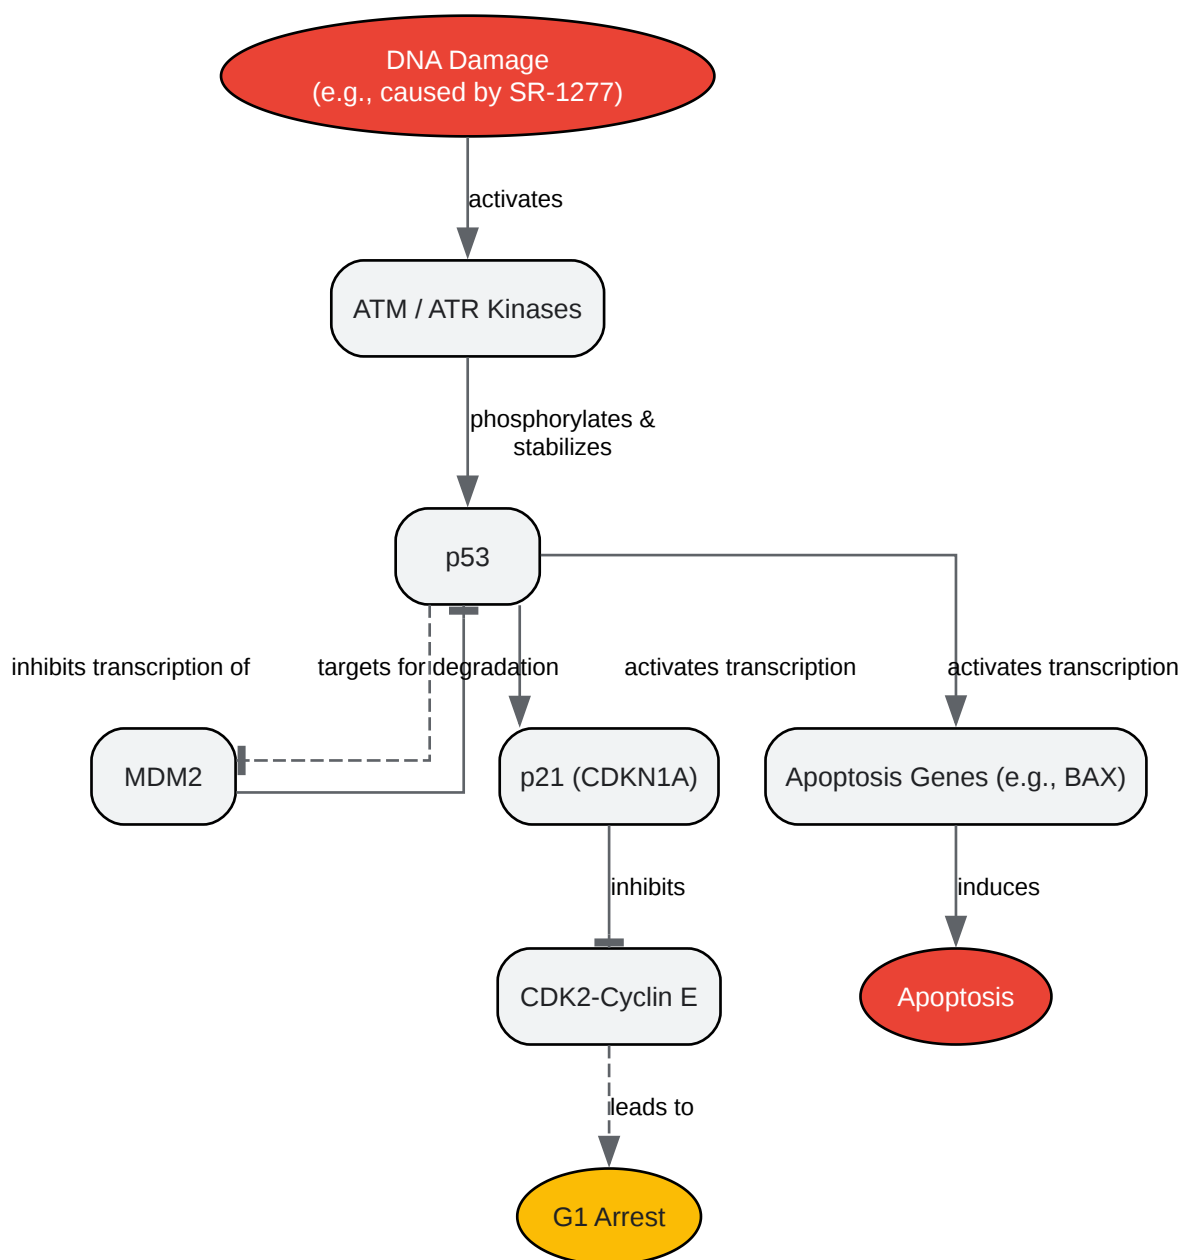 DNA Damage
(e.g., caused by SR-1277)
activates
ATM / ATR Kinases
phosphorylates &
stabilizes
p53
inhibits transcription of
targets for degradation
activates transcription
activates transcription
MDM2
p21 (CDKN1A)
Apoptosis Genes (e.g., BAX)
inhibits
induces
CDK2-Cyclin E
Apoptosis
leads to
G1 Arrest